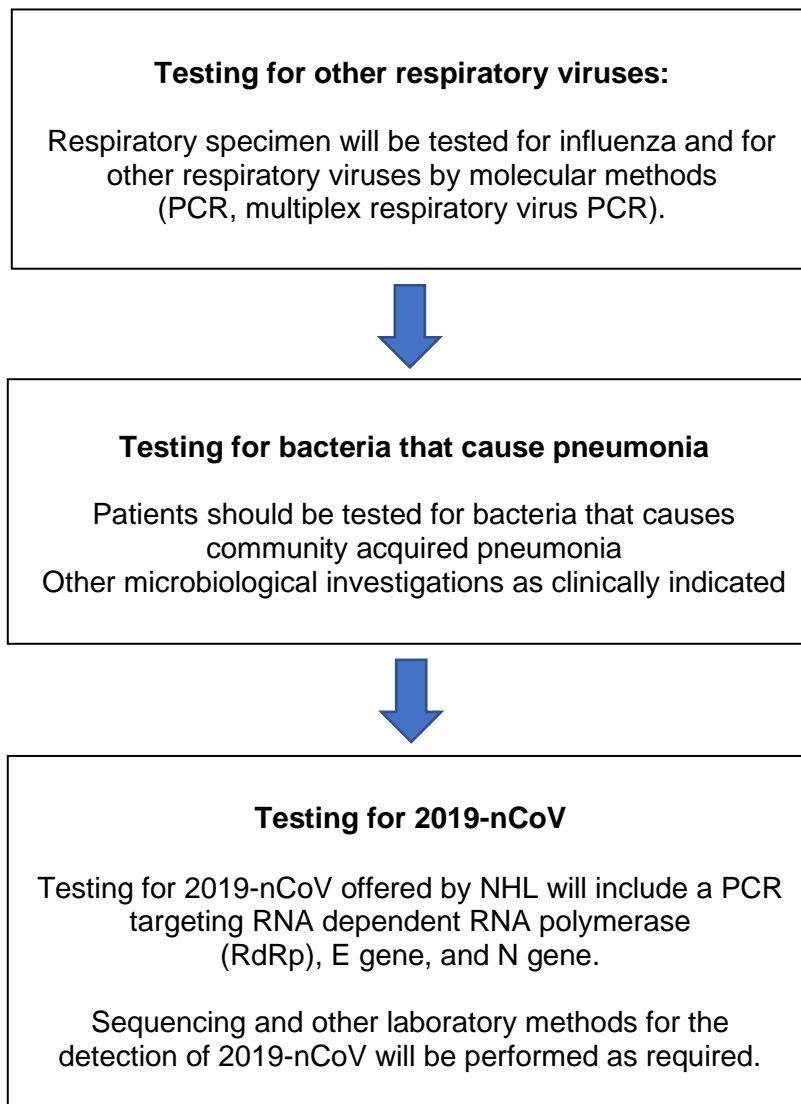 Testing for other respiratory viruses:
Respiratory specimen will be tested for influenza and for
other respiratory viruses by molecular methods
(PCR, multiplex respiratory virus PCR).
Testing for bacteria that cause pneumonia
Patients should be tested for bacteria that causes
community acquired pneumonia
Other microbiological investigations as clinically indicated
Testing for 2019-nCoV
Testing for 2019-nCoV offered by NHL will include a PCR
targeting RNA dependent RNA polymerase
(RdRp), E gene, and N gene.
Sequencing and other laboratory methods for the
detection of 2019-nCoV will be performed as required.